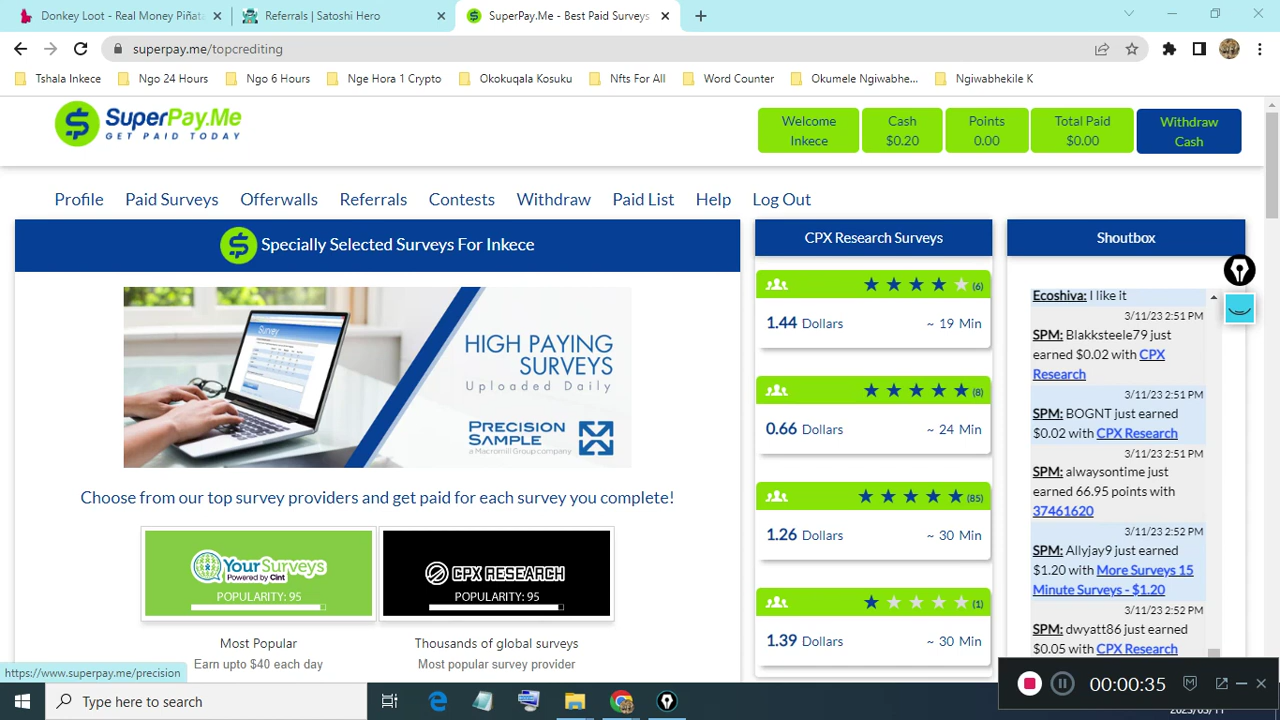 Donkey Loot - Real Money Piñata
Referrals | Satoshi Hero
SuperPay.Me - Best Paid Surveys
superpay.me/topcrediting
Tshala Inkece
Ngo 24 Hours
Ngo 6 Hours
Nge Hora 1 Crypto
Okokuqala Kosuku
Nfts For All
Word Counter
Okumele Ngiwabhe...
Ngiwabhekile K
SuperPay.Me
GET PAID TODAY
Welcome
Inkece
Cash
$0.20
Points
0.00
Total Paid
$0.00
Withdraw
Cash
Profile
Paid Surveys
Offerwalls
Referrals
Contests
Withdraw
Paid List
Help
Log Out
Specially Selected Surveys For Inkece
Survey
HIGH PAYING
SURVEYS
Uploaded Daily
PRECISION
SAMPLE
a Macromill Group company
Choose from our top survey providers and get paid for each survey you complete!
YourSurveys
Powered by Cint
POPULARITY: 95
Most Popular
Earn upto $40 each day
CPX RESEARCH
POPULARITY: 95
Thousands of global surveys
Most popular survey provider
CPX Research Surveys
(6)
1.44 Dollars ~ 19 Min
(8)
0.66 Dollars ~ 24 Min
(85)
1.26 Dollars ~ 30 Min
(1)
1.39 Dollars ~ 30 Min
Shoutbox
Ecoshiva: I like it
3/11/23 2:51 PM
SPM: Blakksteele79 just
earned $0.02 with CPX
Research
3/11/23 2:51 PM
SPM: BOGNT just earned
$0.02 with CPX Research
3/11/23 2:51 PM
SPM: alwaysontime just
earned 66.95 points with
37461620
3/11/23 2:52 PM
SPM: Allyjay9 just earned
$1.20 with More Surveys 15
Minute Surveys - $1.20
3/11/23 2:52 PM
SPM: dwyatt86 just earned
$0.05 with CPX Research
https://www.superpay.me/precision
00:00:35
Type here to search
2023/03/11